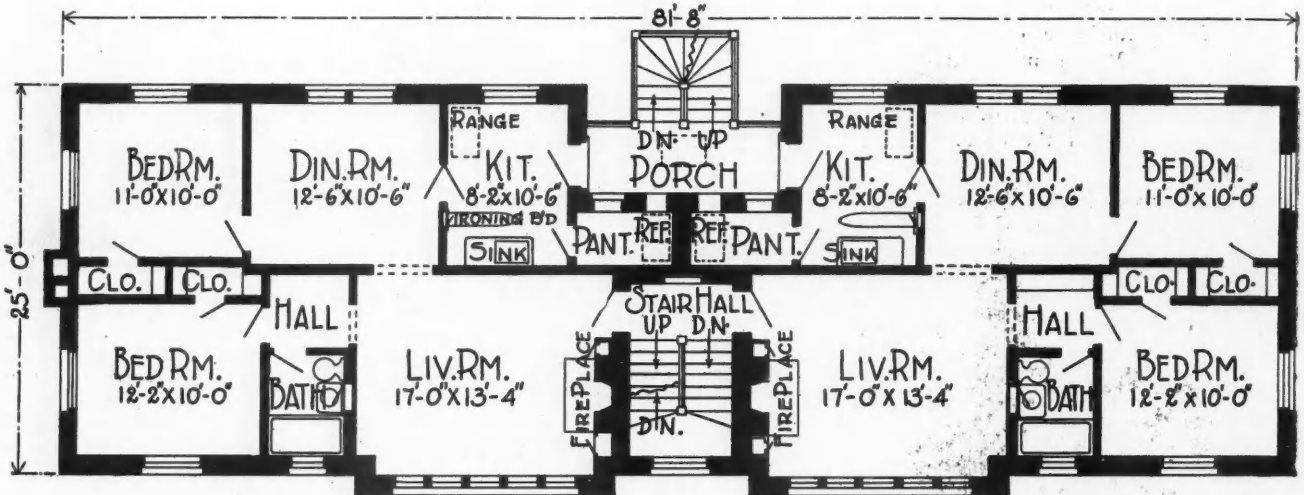 81'-8"
25'-0"
BED RM.
11'-0"X10'-0"
DIN. RM.
12'-6"X10'-6"
RANGE
KIT.
8'-2"X10'-6"
IRONING B'D
SINK
PANT.
REF.
DN. UP
PORCH
REF.
PANT.
RANGE
KIT.
8'-2"X10'-6"
SINK
DIN. RM.
12'-6"X10'-6"
BED RM.
11'-0"X10'-0"
CLO.
CLO.
HALL
BED RM.
12'-2"X10'-0"
BATH
LIV. RM.
17'-0"X13'-4"
FIREPLACE
STAIR HALL
UP DN.
DN.
FIREPLACE
LIV. RM.
17'-0"X13'-4"
HALL
BATH
CLO.
CLO.
BED RM.
12'-2"X10'-0"